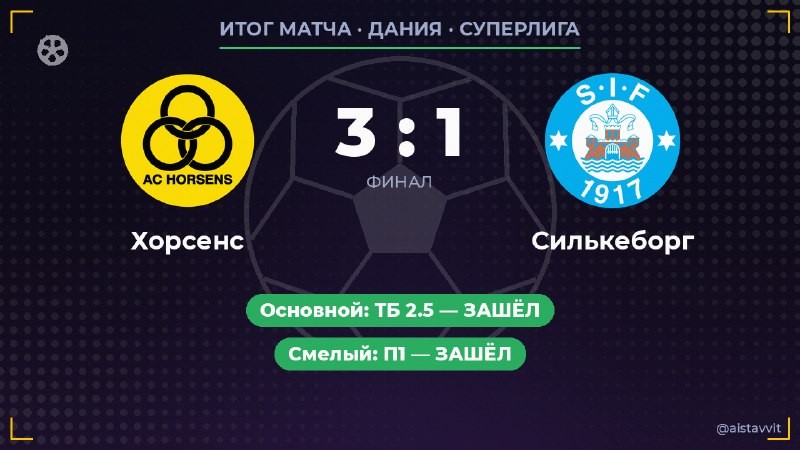 ИТОГ МАТЧА · ДАНИЯ · СУПЕРЛИГА
AC HORSENS
3 : 1
S·I·F
1917
ФИНАЛ
Хорсенс
Силькеборг
Основной: ТБ 2.5 — ЗАШЁЛ
Смелый: П1 — ЗАШЁЛ
@aistavvit